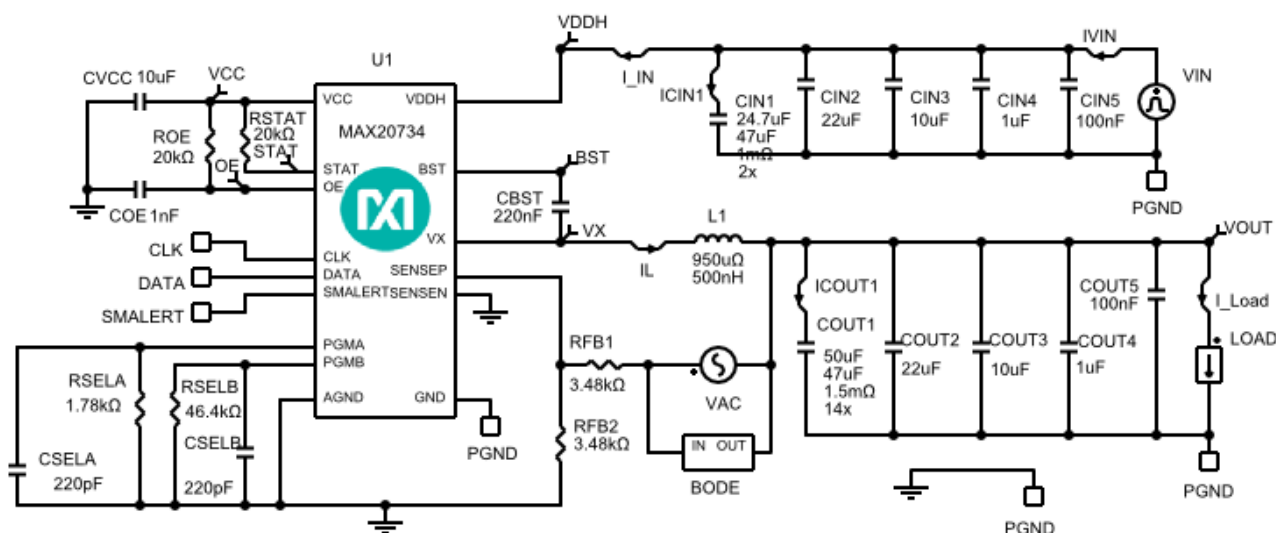 VDDH
IVIN
U1
I_IN
VIN
CVCC 10uF
VCC
ICIN1
VCC
VDDH
CIN1
24.7uF
47uF
1mΩ
2x
CIN2
22uF
CIN3
10uF
CIN4
1uF
CIN5
100nF
RSTAT
20kΩ
STAT
MAX20734
ROE
20kΩ
OE
STAT
BST
BST
OE
CBST
220nF
PGND
COE 1nF
L1
VX
VX
VOUT
CLK
CLK
IL
950uΩ
500nH
DATA
DATA
SENSEP
COUT5
100nF
SMALERT
SMALERT
SENSEN
ICOUT1
I_Load
RFB1
3.48kΩ
COUT1
50uF
47uF
1.5mΩ
14x
COUT2
22uF
COUT3
10uF
COUT4
1uF
LOAD
PGMA
PGMB
RSELA
1.78kΩ
RSELB
46.4kΩ
AGND
GND
VAC
RFB2
3.48kΩ
CSELB
220pF
PGND
IN OUT
BODE
CSELA
220pF
PGND
PGND